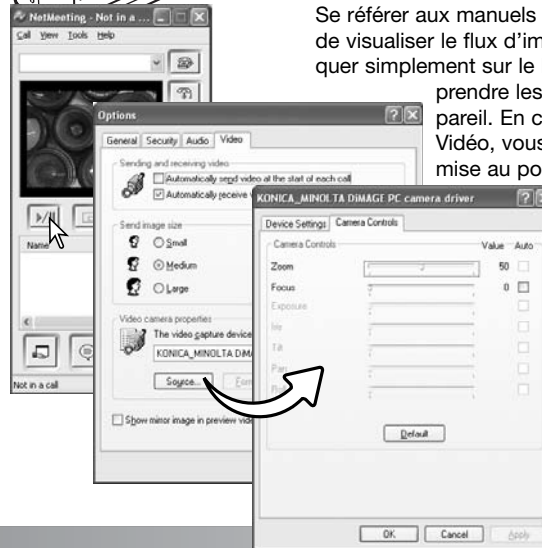 Se référer aux manuels
de visualiser le flux d'im
quer simplement sur le
prendre les
pareil. En c
Vidéo, vous
mise au po
NetMeeting - Not in a ...
Call View Tools Help
Name
Not in a call
Options
General Security Audio Video
Sending and receiving video
Automatically send video at the start of each call
Automatically receive v
Send image size
Small
Medium
Large
Video camera properties
The video capture device
KONICA_MINOLTA DiMA
Source...
Form
Show mirror image in preview vide
KONICA_MINOLTA DiMAGE PC camera driver
Device Settings Camera Controls
Camera Controls Value Auto
Zoom 50
Focus 0
Exposure
Iris
Tilt
Pan
Default
OK Cancel Apply